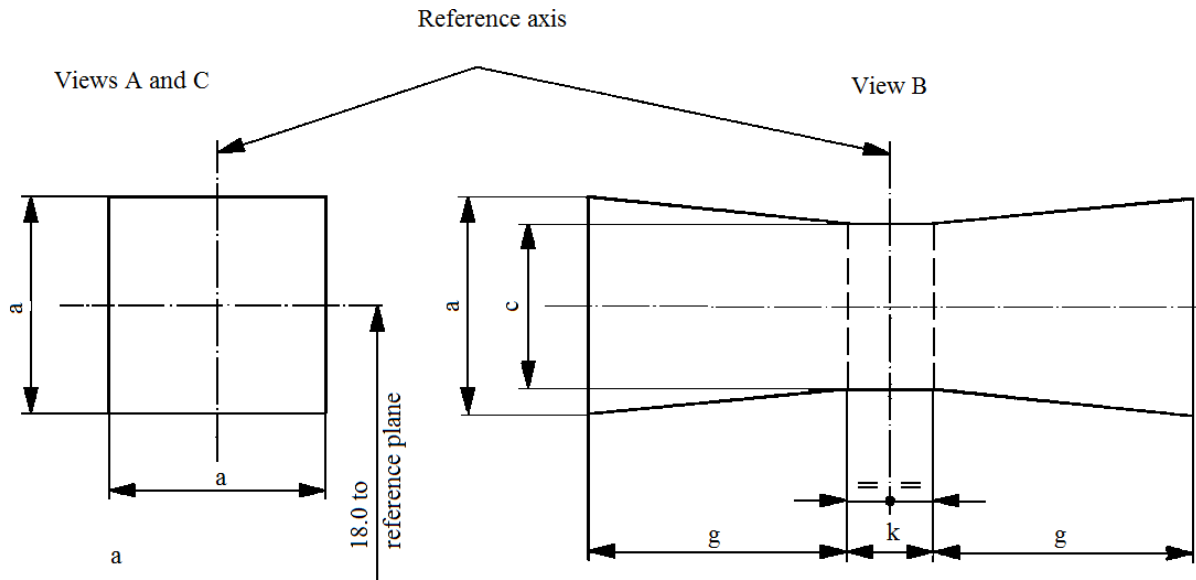 Reference axis
Views A and C
View B
a
a
c
a
18.0 to
reference plane
= =
g
k
g
a